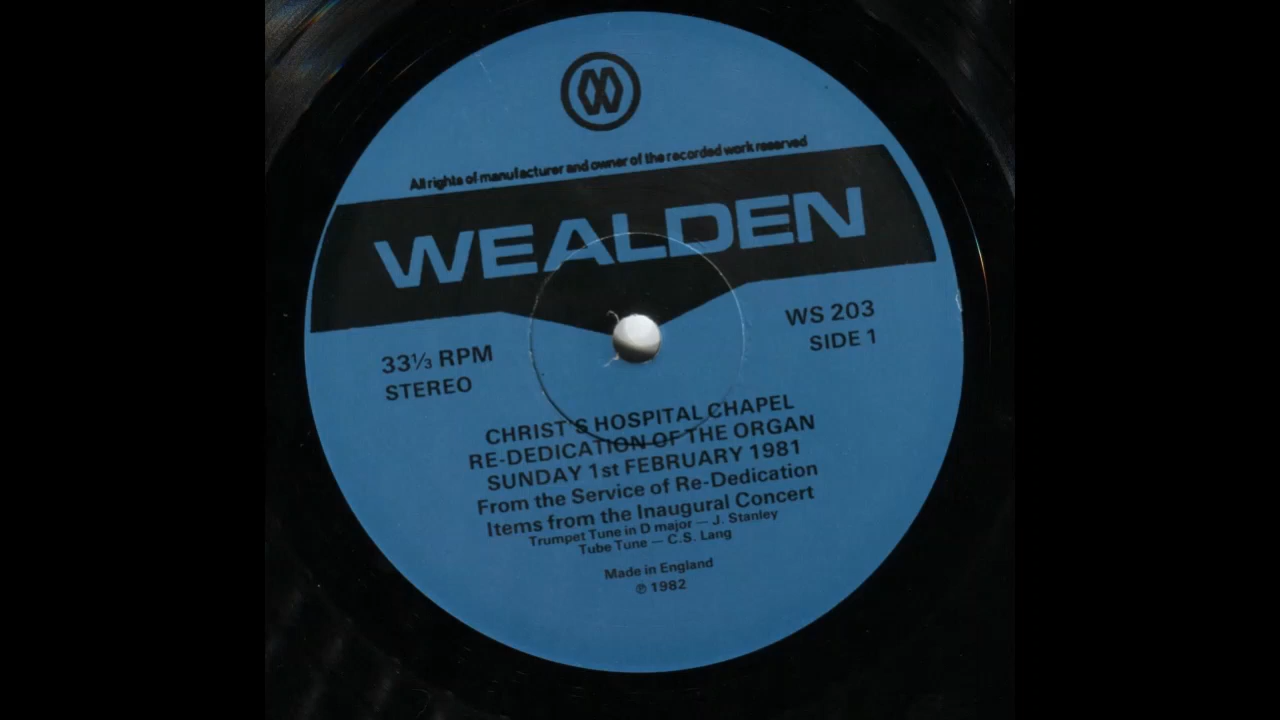 All rights of manufacturer and owner of the recorded work reserved
WEALDEN
33⅓ RPM
STEREO
WS 203
SIDE 1
CHRIST'S HOSPITAL CHAPEL
RE-DEDICATION OF THE ORGAN
SUNDAY 1st FEBRUARY 1981
From the Service of Re-Dedication
Items from the Inaugural Concert
Trumpet Tune in D major — J. Stanley
Tube Tune — C.S. Lang
Made in England
℗ 1982